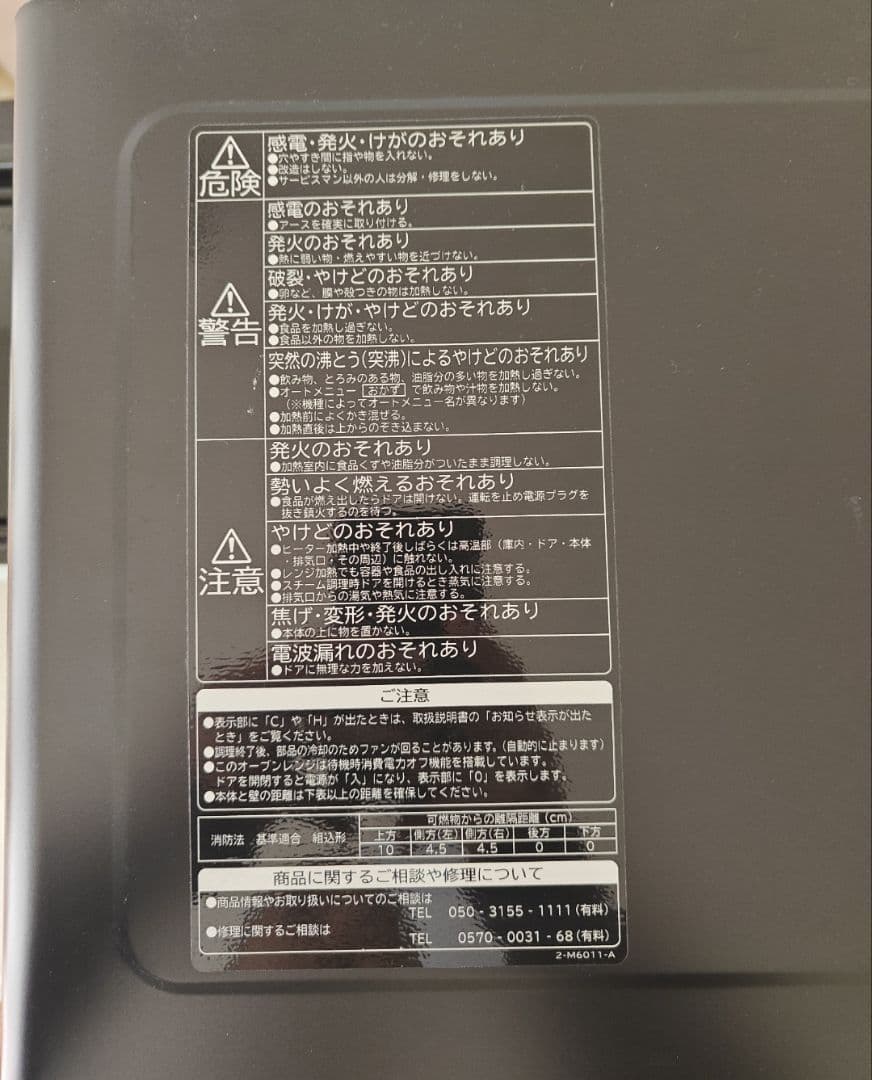 危険
感電・発火・けがのおそれあり
●穴やすき間に指や物を入れない。
●改造はしない。
●サービスマン以外の人は分解・修理をしない。
警告
感電のおそれあり
●アースを確実に取り付ける。
発火のおそれあり
●熱に弱い物・燃えやすい物を近づけない。
破裂・やけどのおそれあり
●卵など、膜や殻つきの物は加熱しない。
発火・けが・やけどのおそれあり
●食品を加熱し過ぎない。
●食品以外の物を加熱しない。
突然の沸とう(突沸)によるやけどのおそれあり
●飲み物、とろみのある物、油脂分の多い物を加熱し過ぎない。
●オートメニュー おかず で飲み物や汁物を加熱しない。
(※機種によってオートメニュー名が異なります)
●加熱前によくかき混ぜる。
●加熱直後は上からのぞき込まない。
注意
発火のおそれあり
●加熱室内に食品くずや油脂分がついたまま調理しない。
勢いよく燃えるおそれあり
●食品が燃え出したらドアは開けない。運転を止め電源プラグを
抜き鎮火するのを待つ。
やけどのおそれあり
●ヒーター加熱中や終了後しばらくは高温部(庫内・ドア・本体
・排気口・その周辺)に触れない。
●レンジ加熱でも容器や食品の出し入れに注意する。
●スチーム調理時ドアを開けるとき蒸気に注意する。
●排気口からの湯気や熱気に注意する。
焦げ・変形・発火のおそれあり
●本体の上に物を置かない。
電波漏れのおそれあり
●ドアに無理な力を加えない。
ご注意
●表示部に「C」や「H」が出たときは、取扱説明書の「お知らせ表示が出た
とき」をご覧ください。
●調理終了後、部品の冷却のためファンが回ることがあります。(自動的に止まります)
●このオーブンレンジは待機時消費電力オフ機能を搭載しています。
ドアを開閉すると電源が「入」になり、表示部に「0」を表示します。
●本体と壁の距離は下表以上の距離を確保してください。
消防法 基準適合 組込形
可燃物からの離隔距離(cm)
上方 側方(左) 側方(右) 後方 下方
10 4.5 4.5 0 0
商品に関するご相談や修理について
●商品情報やお取り扱いについてのご相談は
TEL 050-3155-1111(有料)
●修理に関するご相談は
TEL 0570-0031-68(有料)
2-M6011-A